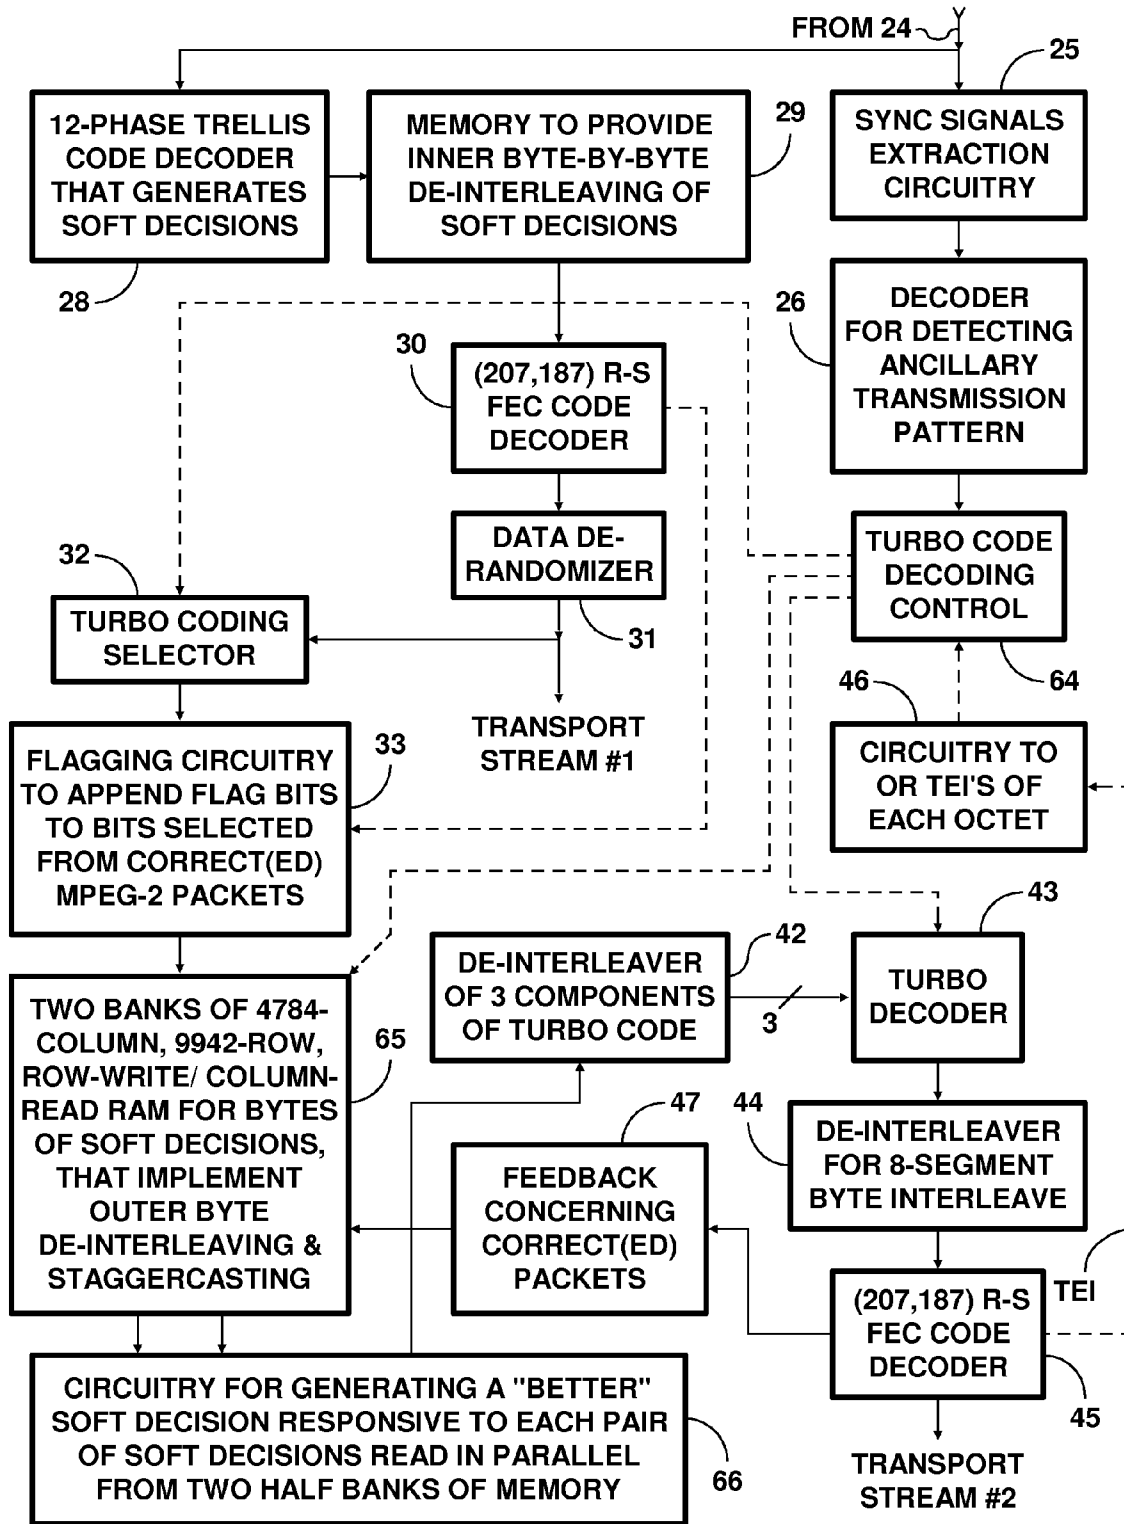 FROM 24
25
12-PHASE TRELLIS
CODE DECODER
THAT GENERATES
SOFT DECISIONS
28
MEMORY TO PROVIDE
INNER BYTE-BY-BYTE
DE-INTERLEAVING OF
SOFT DECISIONS
29
SYNC SIGNALS
EXTRACTION
CIRCUITRY
26
DECODER
FOR DETECTING
ANCILLARY
TRANSMISSION
PATTERN
30
(207,187) R-S
FEC CODE
DECODER
DATA DE-
RANDOMIZER
31
32
TURBO CODING
SELECTOR
TURBO CODE
DECODING
CONTROL
64
TRANSPORT
STREAM #1
46
CIRCUITRY TO
OR TEI'S OF
EACH OCTET
33
FLAGGING CIRCUITRY
TO APPEND FLAG BITS
TO BITS SELECTED
FROM CORRECT(ED)
MPEG-2 PACKETS
42
DE-INTERLEAVER
OF 3 COMPONENTS
OF TURBO CODE
3
43
TURBO
DECODER
TWO BANKS OF 4784-
COLUMN, 9942-ROW,
ROW-WRITE/ COLUMN-
READ RAM FOR BYTES
OF SOFT DECISIONS,
THAT IMPLEMENT
OUTER BYTE
DE-INTERLEAVING &
STAGGERCASTING
65
47
FEEDBACK
CONCERNING
CORRECT(ED)
PACKETS
44
DE-INTERLEAVER
FOR 8-SEGMENT
BYTE INTERLEAVE
(207,187) R-S
FEC CODE
DECODER
TEI
45
CIRCUITRY FOR GENERATING A "BETTER"
SOFT DECISION RESPONSIVE TO EACH PAIR
OF SOFT DECISIONS READ IN PARALLEL
FROM TWO HALF BANKS OF MEMORY
66
TRANSPORT
STREAM #2